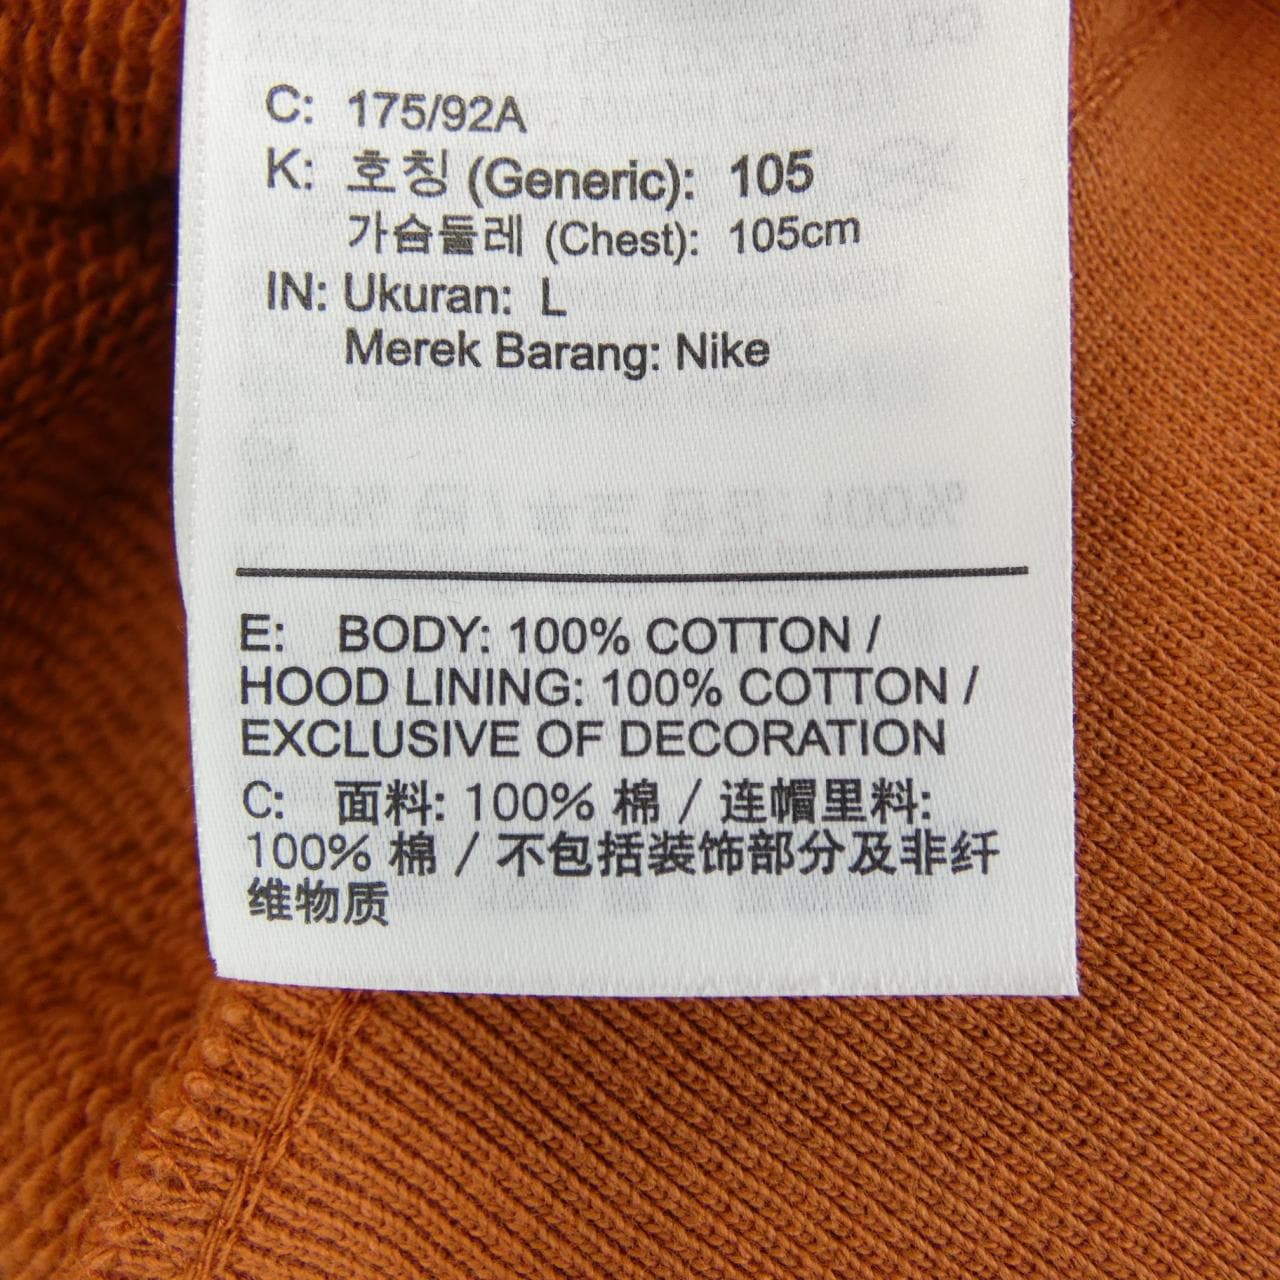 C: 175/92A
K: 호칭 (Generic): 105
가슴둘레 (Chest): 105cm
IN: Ukuran: L
Merek Barang: Nike
E: BODY: 100% COTTON /
HOOD LINING: 100% COTTON /
EXCLUSIVE OF DECORATION
C: 面料: 100% 棉 / 连帽里料:
100% 棉 / 不包括装饰部分及非纤
维物质